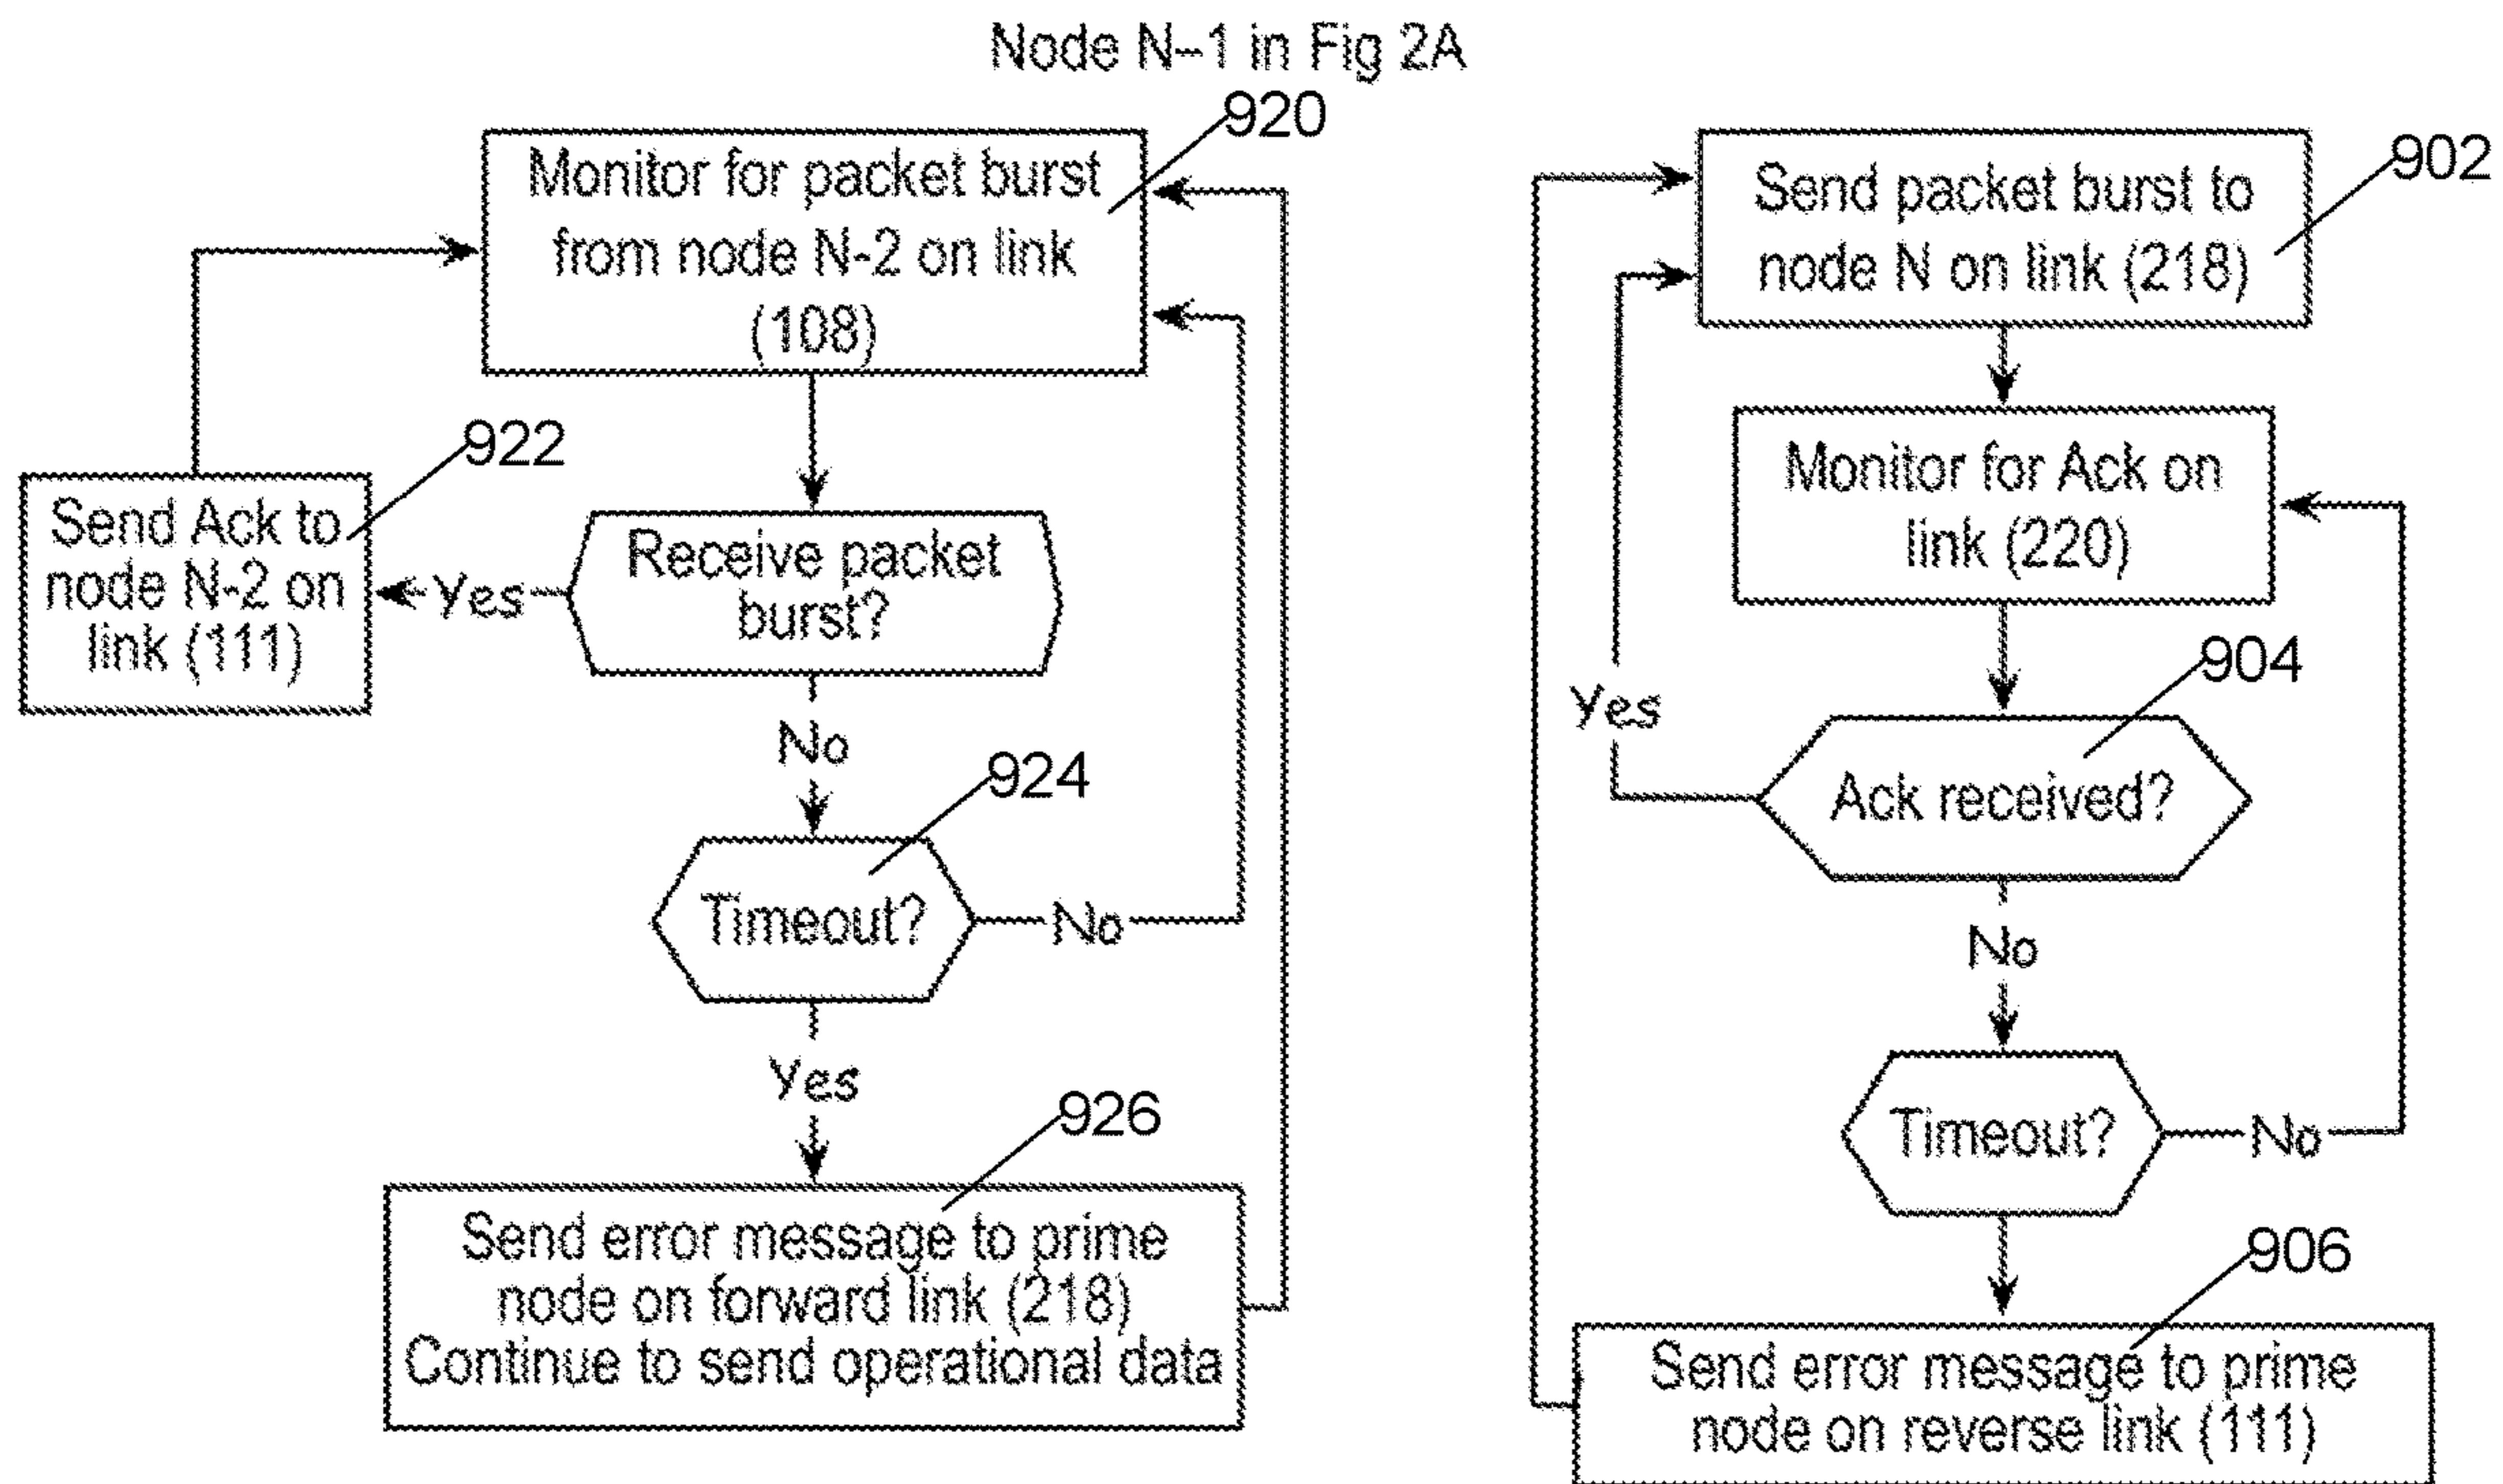 Node N-1 in Fig 2A
920
Monitor for packet burst
from node N-2 on link
(108)
922
Send Ack to
node N-2 on
link (111)
Yes
Receive packet
burst?
No
924
Timeout?
No
Yes
926
Send error message to prime
node on forward link (218)
Continue to send operational data
902
Send packet burst to
node N on link (218)
Monitor for Ack on
link (220)
904
Yes
Ack received?
No
Timeout?
No
906
Send error message to prime
node on reverse link (111)